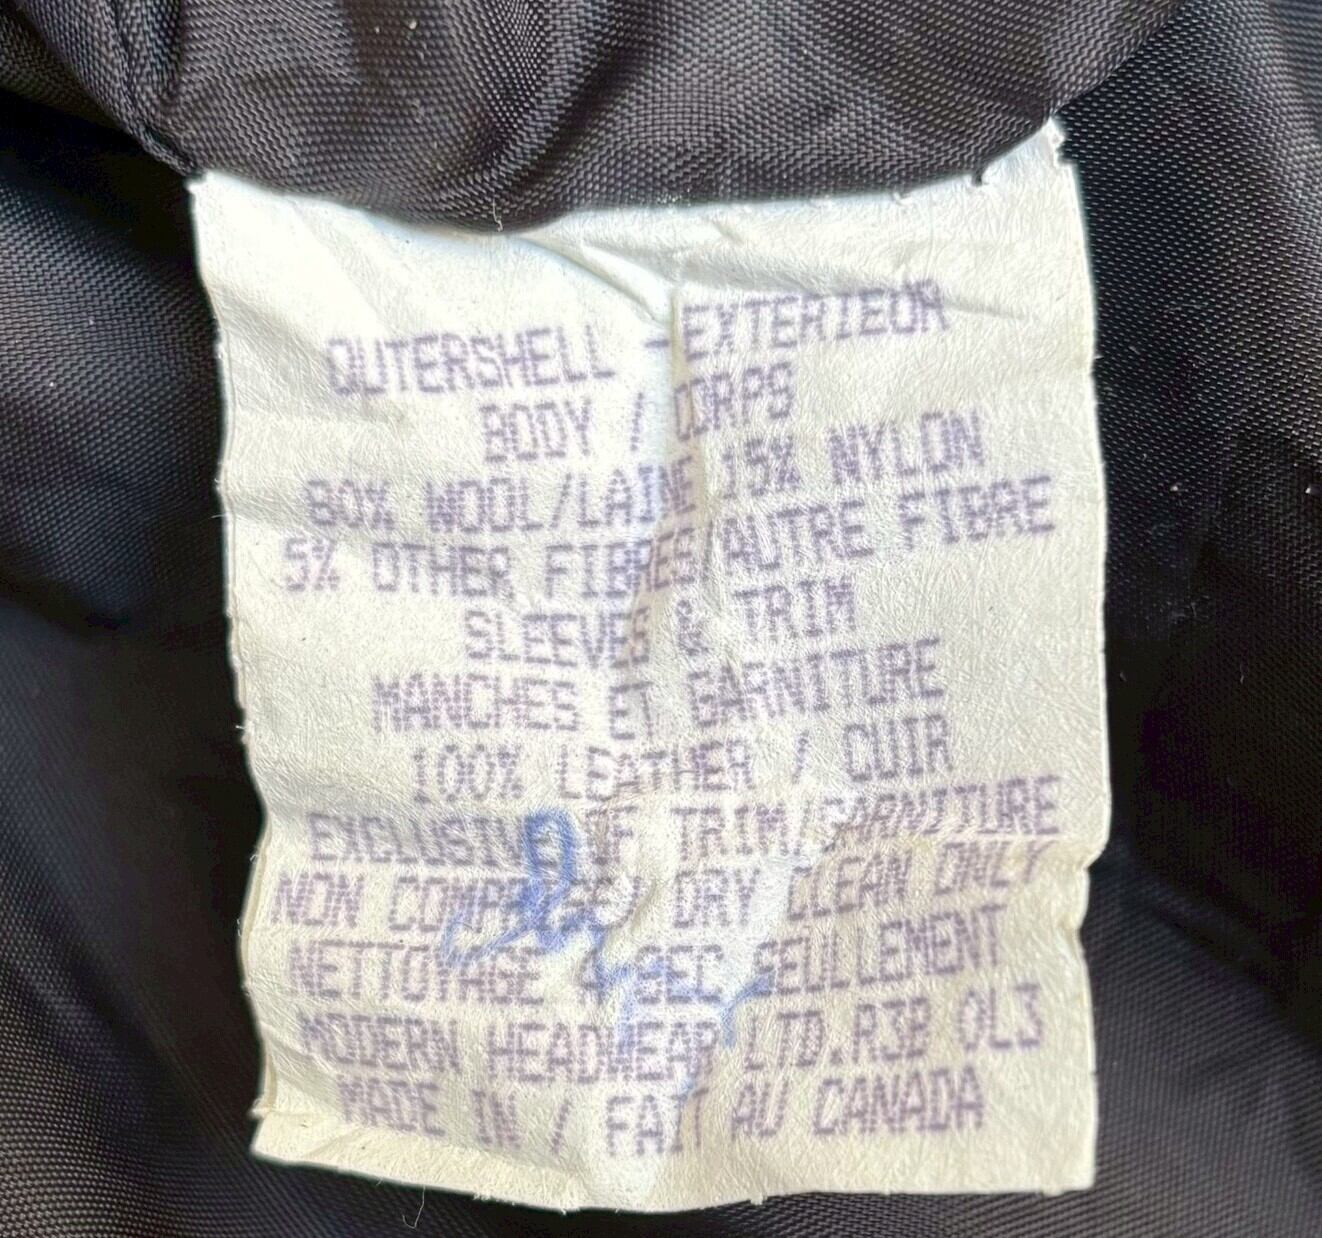 OUTERSHELL - EXTERIEUR
BODY / CORPS
80% WOOL/LAINE 15% NYLON
5% OTHER FIBRES/AUTRE FIBRE
SLEEVES & TRIM
MANCHES ET GARNITURE
100% LEATHER / CUIR
EXCLUSIVE OF TRIM/GARNITURE
NON COMPRISES/ DRY CLEAN ONLY
NETTOYAGE A SEC SEULLEMENT
MODERN HEADWEAR LTD.R3B 0L3
MADE IN / FAIT AU CANADA